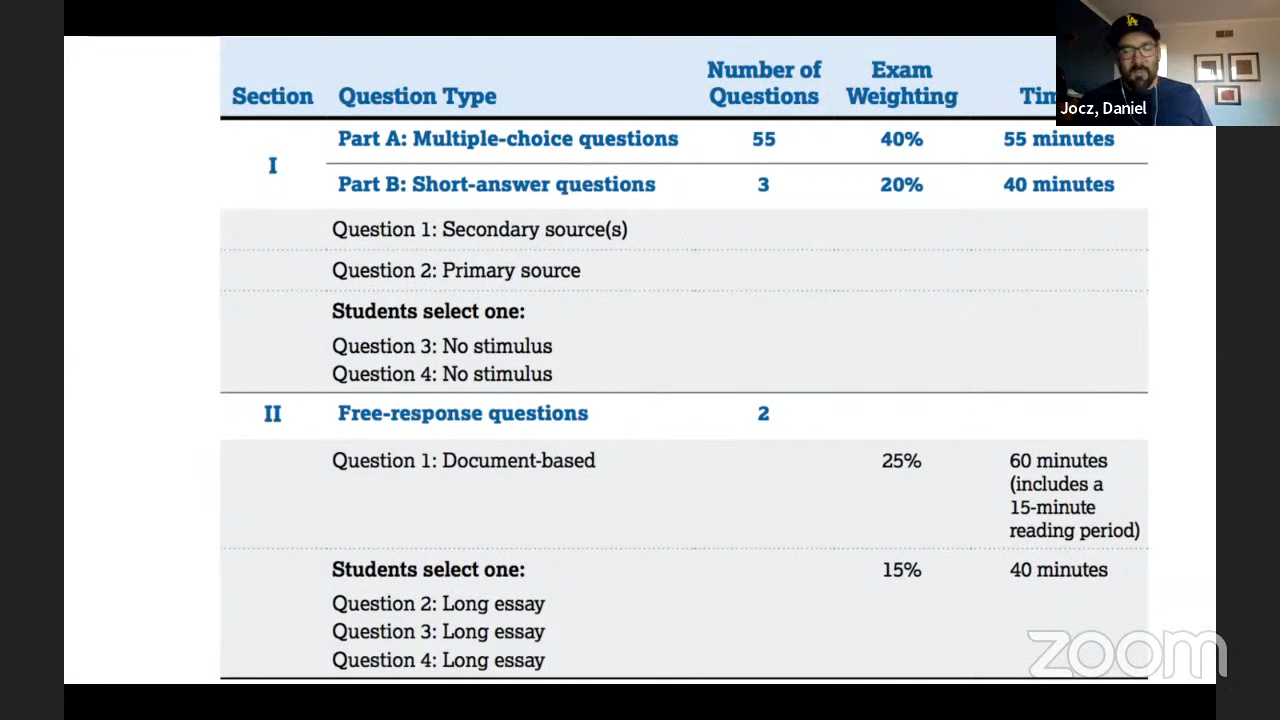 Number of Exam
Section Question Type Questions Weighting Tim
Jocz, Daniel
Part A: Multiple-choice questions 55 40% 55 minutes
I
Part B: Short-answer questions 3 20% 40 minutes
Question 1: Secondary source(s)
Question 2: Primary source
Students select one:
Question 3: No stimulus
Question 4: No stimulus
II Free-response questions 2
Question 1: Document-based 25% 60 minutes
(includes a
15-minute
reading period)
Students select one: 15% 40 minutes
Question 2: Long essay
Question 3: Long essay
Question 4: Long essay
zoom
LA